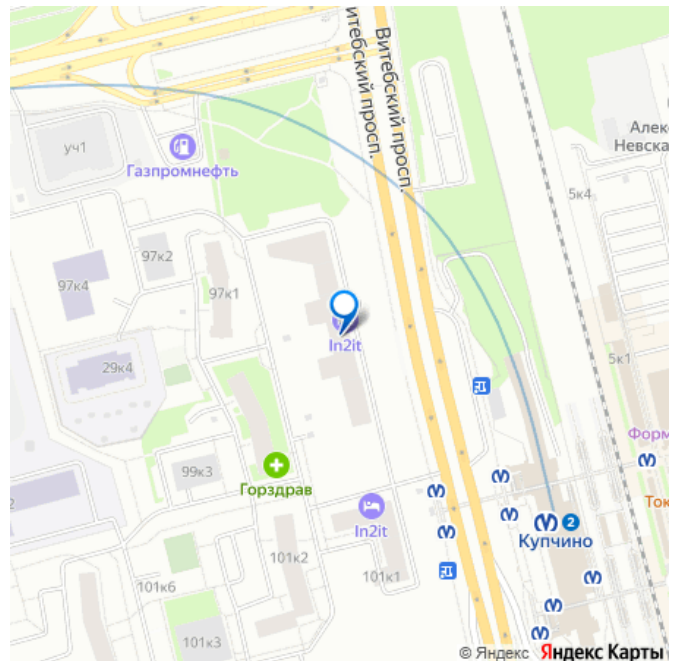 Витебский просп.
итебский просп.
уч1
Газпромнефть
Алек
Невска
5к4
97к2
97к4
97к1
In2it
29к4
5к1
Форм
99к3
Горздрав
2
In2it
Ток
2
Купчино
101к2
101к1
101к6
101к3
© Яндекс Яндекс Карты